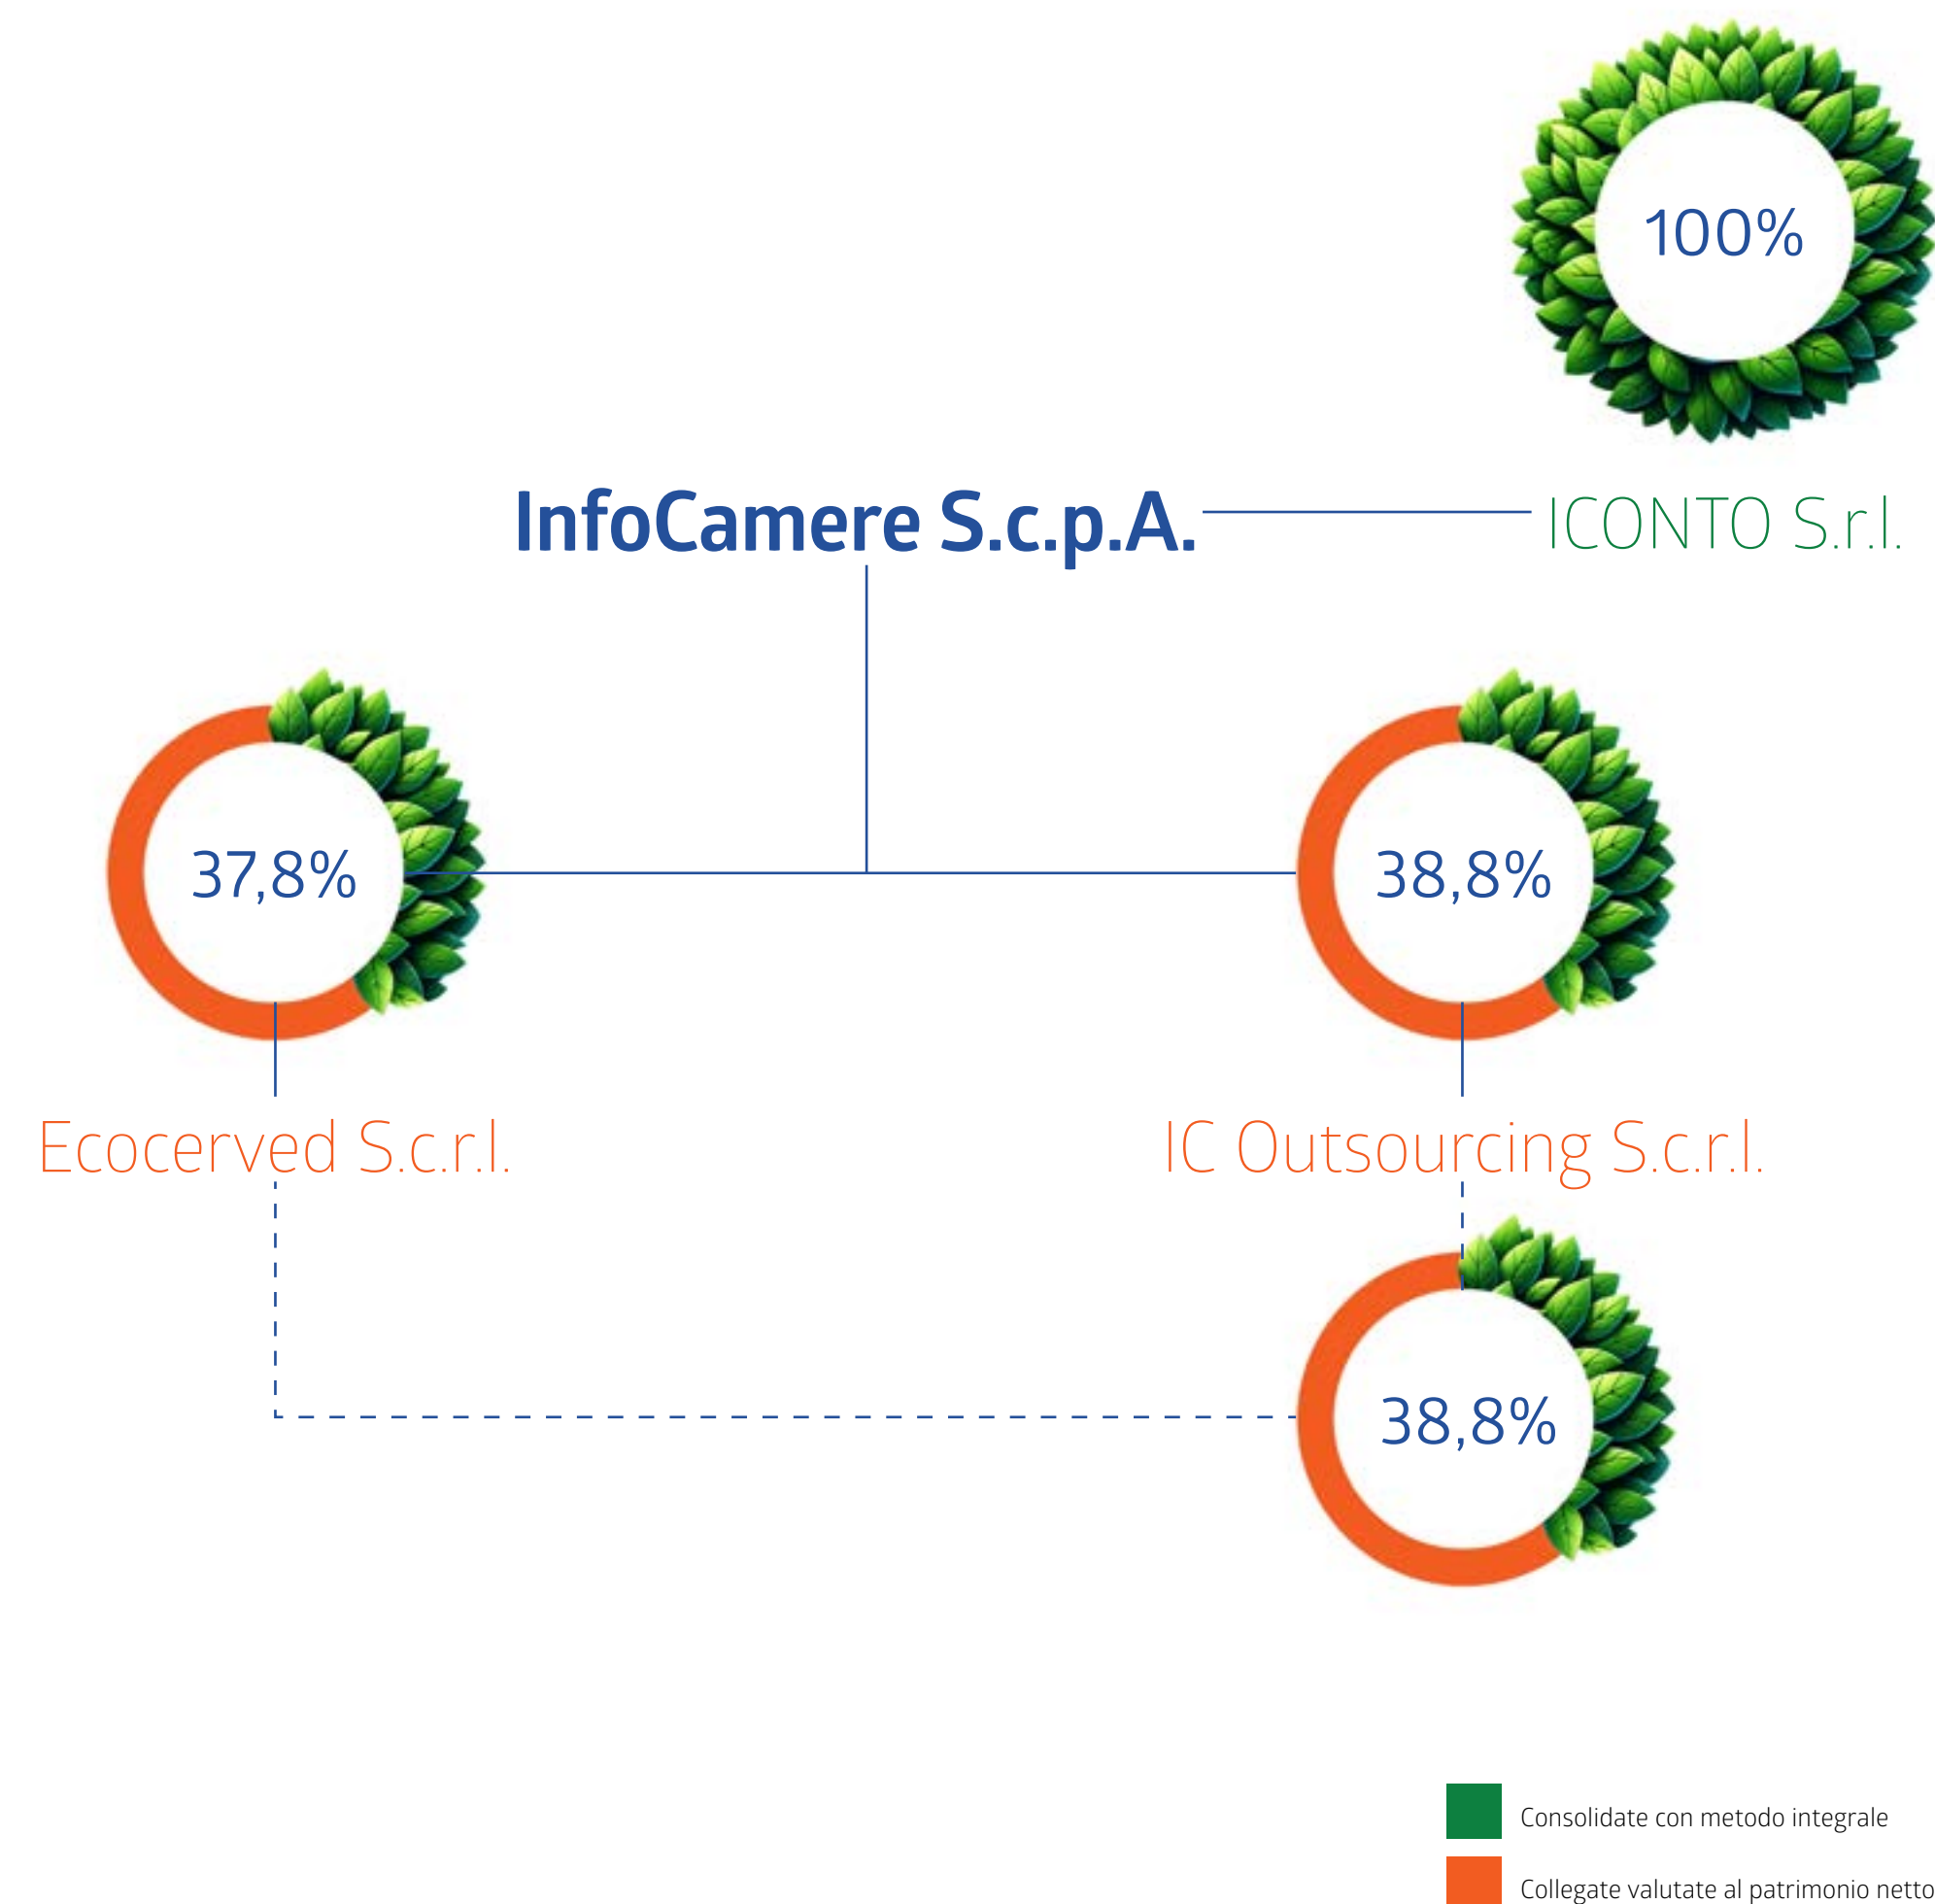 100%
InfoCamere S.c.p.A.
ICONTO S.r.l.
37,8%
38,8%
Ecocerved S.c.r.l.
IC Outsourcing S.c.r.l.
38,8%
Consolidate con metodo integrale
Collegate valutate al patrimonio netto